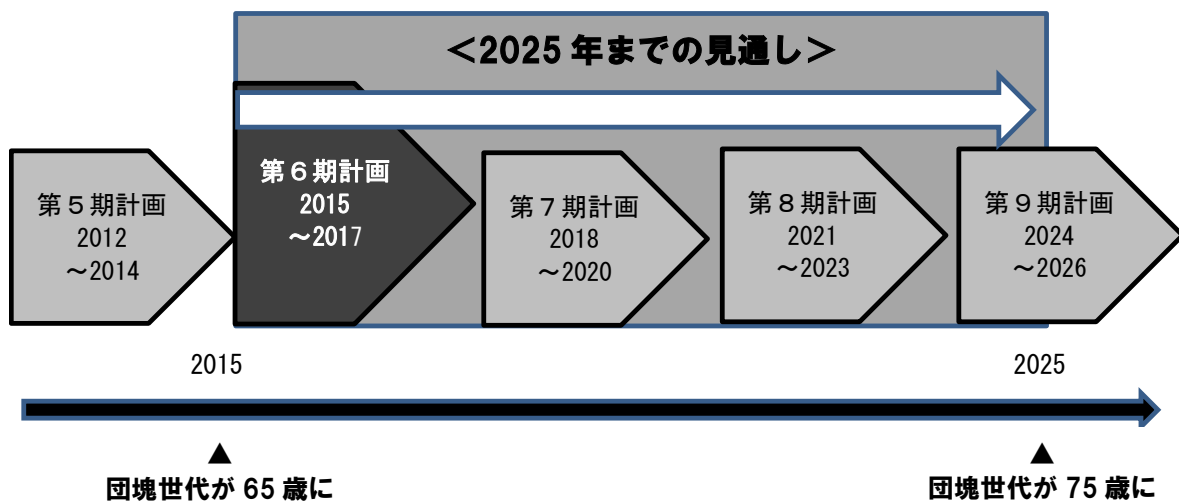 ＜2025 年までの見通し＞
第５期計画
2012
～2014
第６期計画
2015
～2017
第７期計画
2018
～2020
第８期計画
2021
～2023
第９期計画
2024
～2026
2015
2025
▲
団塊世代が 65 歳に
▲
団塊世代が 75 歳に